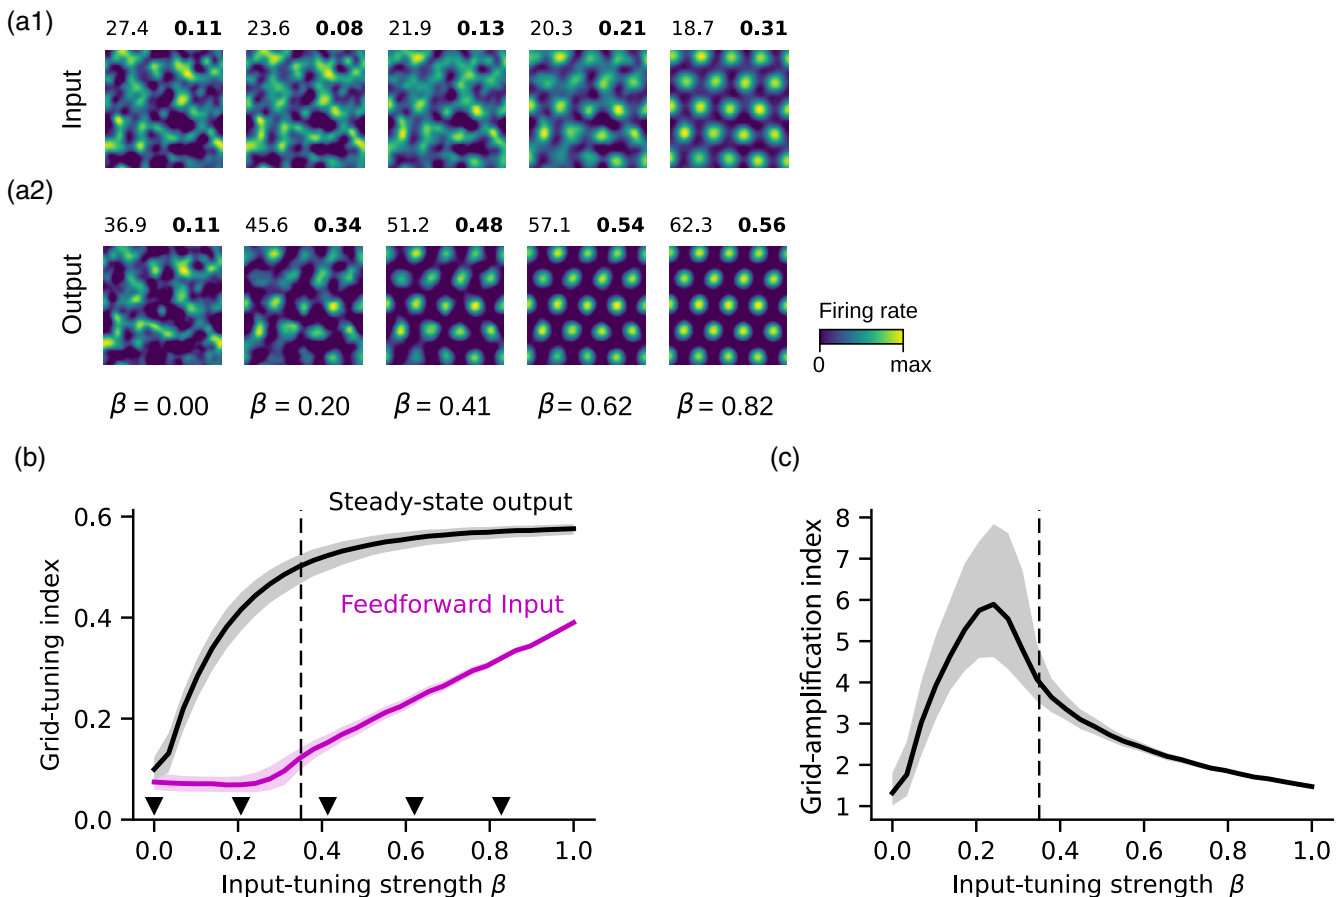 (a1)
27.4 0.11 23.6 0.08 21.9 0.13 20.3 0.21 18.7 0.31
Input
(a2)
36.9 0.11 45.6 0.34 51.2 0.48 57.1 0.54 62.3 0.56
Output
Firing rate
0 max
β = 0.00 β = 0.20 β = 0.41 β = 0.62 β = 0.82
(b)
Steady-state output
Feedforward Input
Grid-tuning index
0.6
0.4
0.2
0.0
0.0 0.2 0.4 0.6 0.8 1.0
Input-tuning strength β
(c)
Grid-amplification index
8
7
6
5
4
3
2
1
0.0 0.2 0.4 0.6 0.8 1.0
Input-tuning strength β